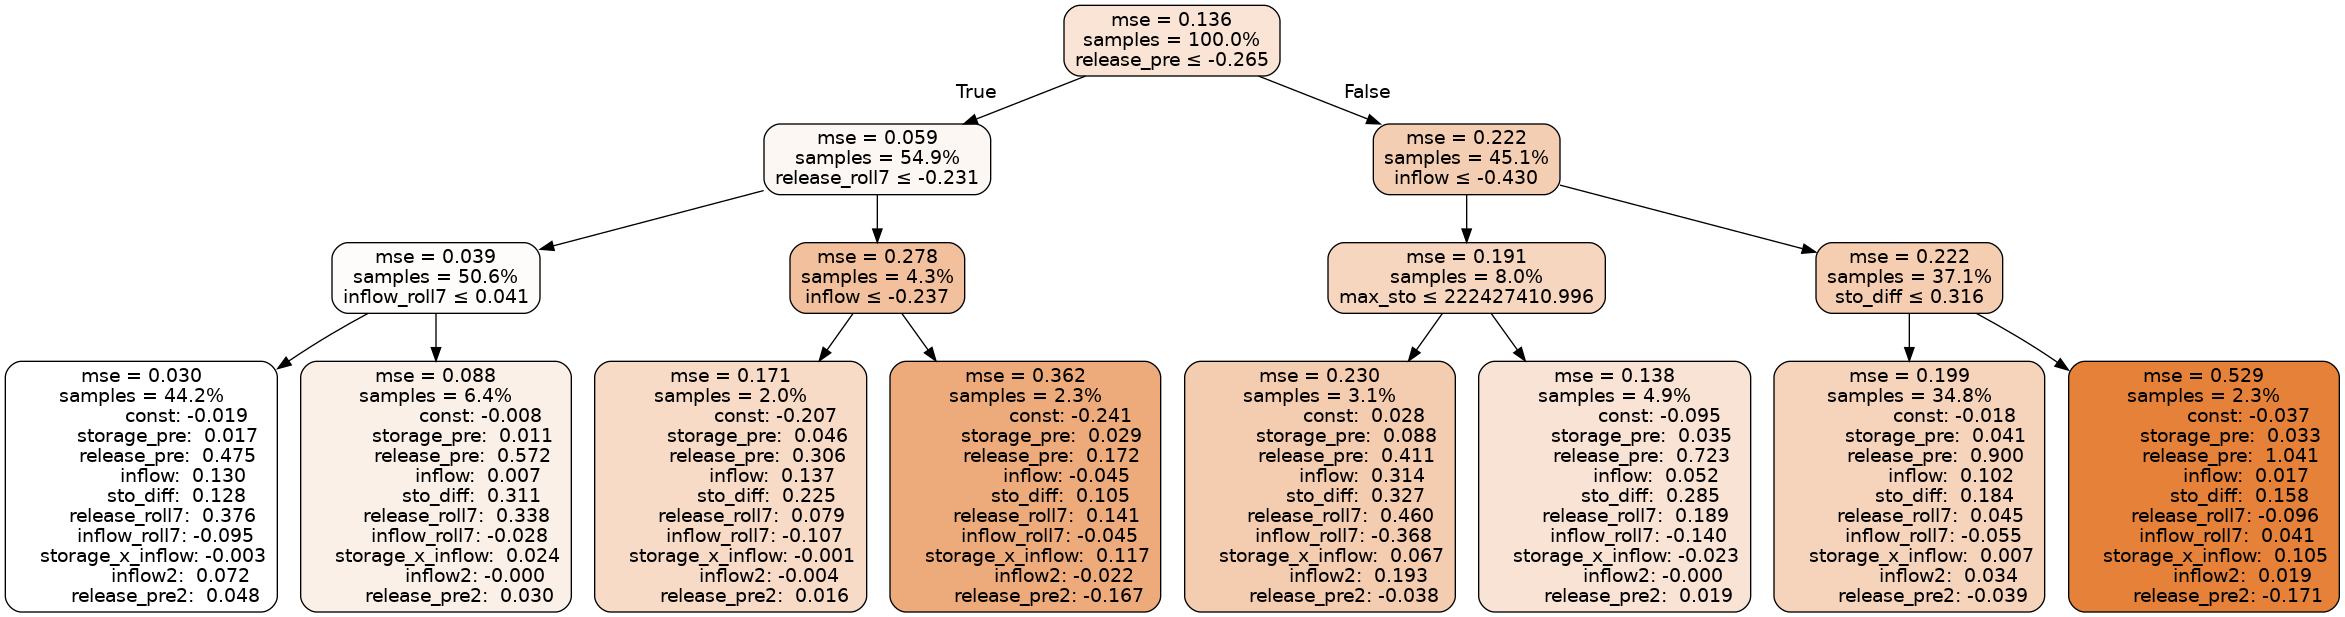 mse = 0.136
samples = 100.0%
release_pre ≤ -0.265
True
False
mse = 0.059
samples = 54.9%
release_roll7 ≤ -0.231
mse = 0.222
samples = 45.1%
inflow ≤ -0.430
mse = 0.039
samples = 50.6%
inflow_roll7 ≤ 0.041
mse = 0.278
samples = 4.3%
inflow ≤ -0.237
mse = 0.191
samples = 8.0%
max_sto ≤ 222427410.996
mse = 0.222
samples = 37.1%
sto_diff ≤ 0.316
mse = 0.030
samples = 44.2%
const: -0.019
storage_pre:  0.017
release_pre:  0.475
inflow:  0.130
sto_diff:  0.128
release_roll7:  0.376
inflow_roll7: -0.095
storage_x_inflow: -0.003
inflow2:  0.072
release_pre2:  0.048
mse = 0.088
samples = 6.4%
const: -0.008
storage_pre:  0.011
release_pre:  0.572
inflow:  0.007
sto_diff:  0.311
release_roll7:  0.338
inflow_roll7: -0.028
storage_x_inflow:  0.024
inflow2: -0.000
release_pre2:  0.030
mse = 0.171
samples = 2.0%
const: -0.207
storage_pre:  0.046
release_pre:  0.306
inflow:  0.137
sto_diff:  0.225
release_roll7:  0.079
inflow_roll7: -0.107
storage_x_inflow: -0.001
inflow2: -0.004
release_pre2:  0.016
mse = 0.362
samples = 2.3%
const: -0.241
storage_pre:  0.029
release_pre:  0.172
inflow: -0.045
sto_diff:  0.105
release_roll7:  0.141
inflow_roll7: -0.045
storage_x_inflow:  0.117
inflow2: -0.022
release_pre2: -0.167
mse = 0.230
samples = 3.1%
const:  0.028
storage_pre:  0.088
release_pre:  0.411
inflow:  0.314
sto_diff:  0.327
release_roll7:  0.460
inflow_roll7: -0.368
storage_x_inflow:  0.067
inflow2:  0.193
release_pre2: -0.038
mse = 0.138
samples = 4.9%
const: -0.095
storage_pre:  0.035
release_pre:  0.723
inflow:  0.052
sto_diff:  0.285
release_roll7:  0.189
inflow_roll7: -0.140
storage_x_inflow: -0.023
inflow2: -0.000
release_pre2:  0.019
mse = 0.199
samples = 34.8%
const: -0.018
storage_pre:  0.041
release_pre:  0.900
inflow:  0.102
sto_diff:  0.184
release_roll7:  0.045
inflow_roll7: -0.055
storage_x_inflow:  0.007
inflow2:  0.034
release_pre2: -0.039
mse = 0.529
samples = 2.3%
const: -0.037
storage_pre:  0.033
release_pre:  1.041
inflow:  0.017
sto_diff:  0.158
release_roll7: -0.096
inflow_roll7:  0.041
storage_x_inflow:  0.105
inflow2:  0.019
release_pre2: -0.171